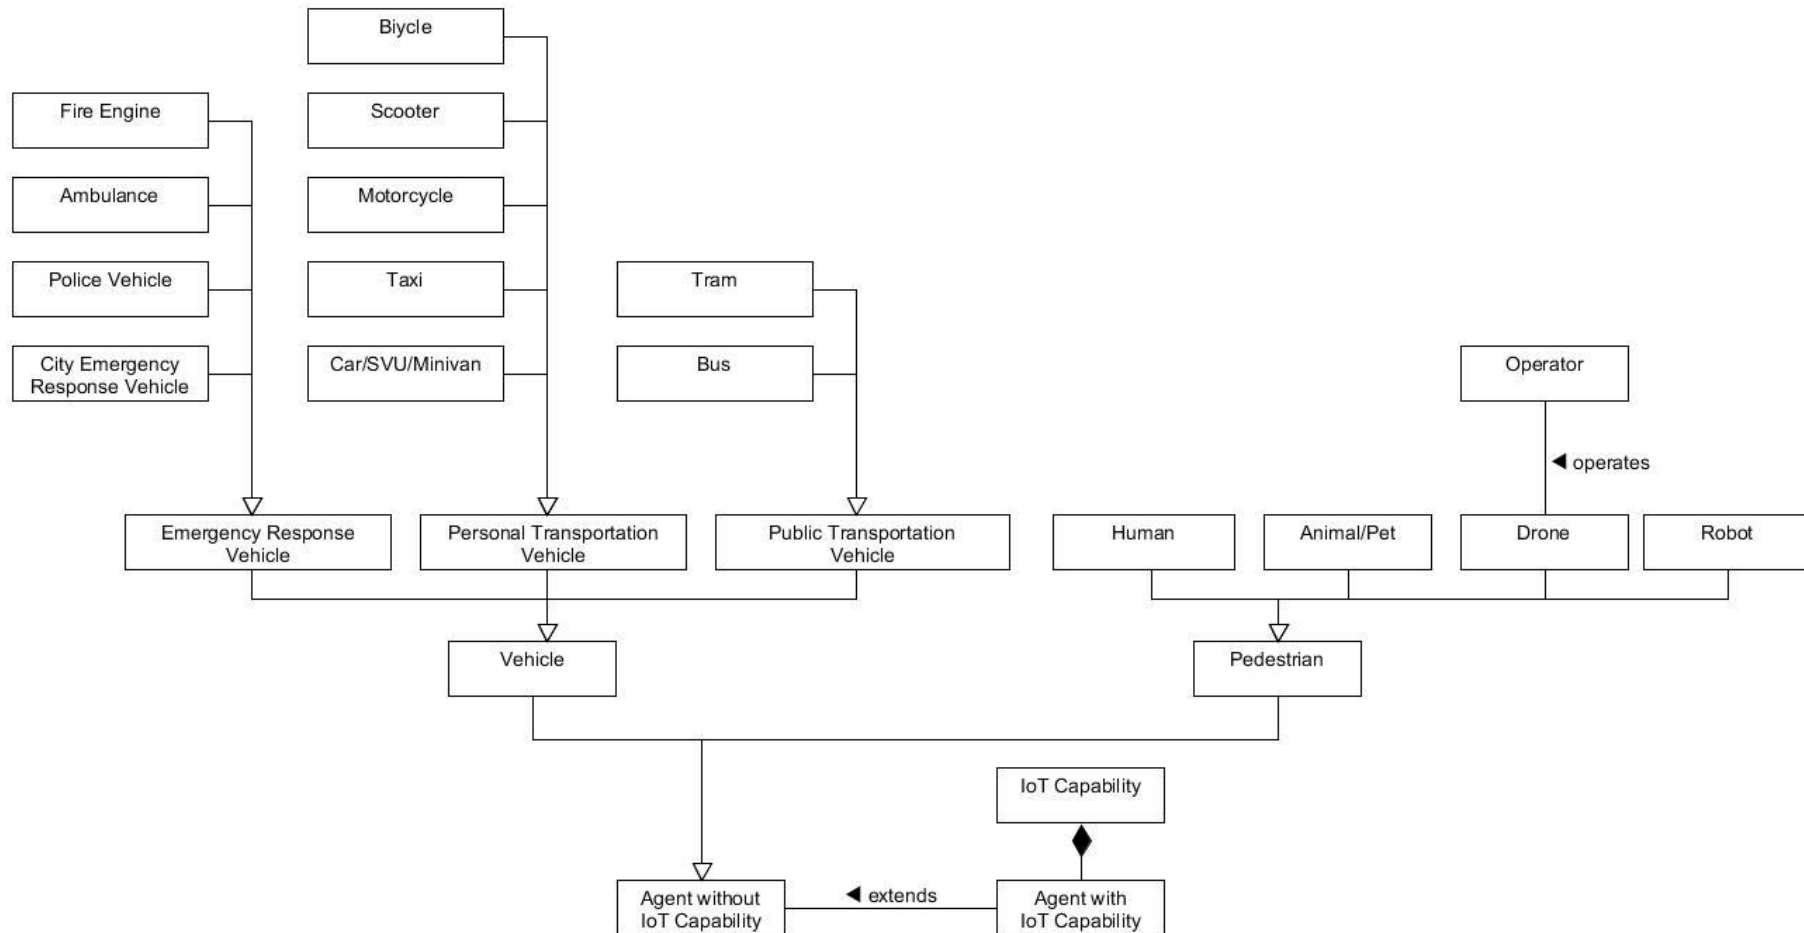 Biycle
Fire Engine
Scooter
Ambulance
Motorcycle
Police Vehicle
Taxi
Tram
City Emergency
Response Vehicle
Car/SVU/Minivan
Bus
Operator
operates
Emergency Response
Vehicle
Personal Transportation
Vehicle
Public Transportation
Vehicle
Human
Animal/Pet
Drone
Robot
Vehicle
Pedestrian
IoT Capability
Agent without
IoT Capability
extends
Agent with
IoT Capability